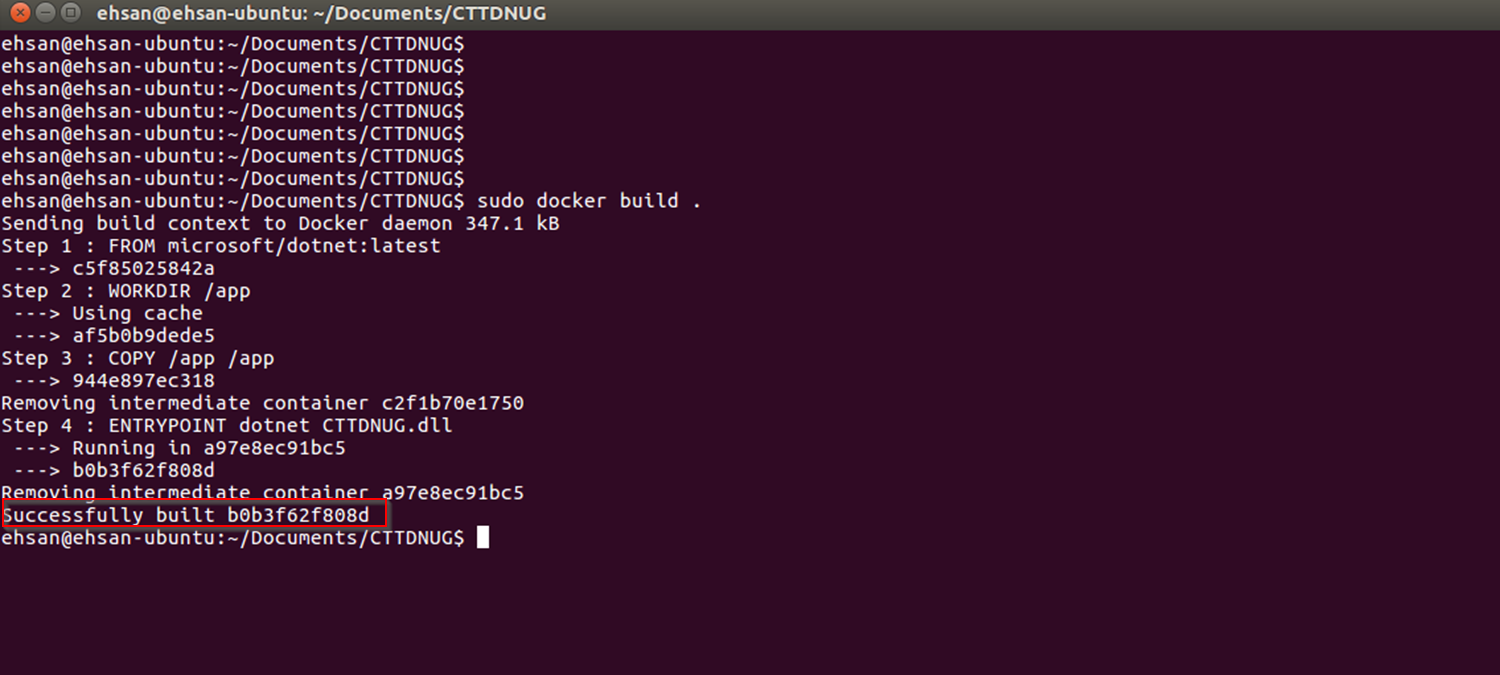 ehsan@ehsan-ubuntu: ~/Documents/CTTDNUG
ehsan@ehsan-ubuntu:~/Documents/CTTDNUG$
ehsan@ehsan-ubuntu:~/Documents/CTTDNUG$
ehsan@ehsan-ubuntu:~/Documents/CTTDNUG$
ehsan@ehsan-ubuntu:~/Documents/CTTDNUG$
ehsan@ehsan-ubuntu:~/Documents/CTTDNUG$
ehsan@ehsan-ubuntu:~/Documents/CTTDNUG$
ehsan@ehsan-ubuntu:~/Documents/CTTDNUG$
ehsan@ehsan-ubuntu:~/Documents/CTTDNUG$ sudo docker build .
Sending build context to Docker daemon 347.1 kB
Step 1 : FROM microsoft/dotnet:latest
 ---> c5f85025842a
Step 2 : WORKDIR /app
 ---> Using cache
 ---> af5b0b9dede5
Step 3 : COPY /app /app
 ---> 944e897ec318
Removing intermediate container c2f1b70e1750
Step 4 : ENTRYPOINT dotnet CTTDNUG.dll
 ---> Running in a97e8ec91bc5
 ---> b0b3f62f808d
Removing intermediate container a97e8ec91bc5
Successfully built b0b3f62f808d
ehsan@ehsan-ubuntu:~/Documents/CTTDNUG$